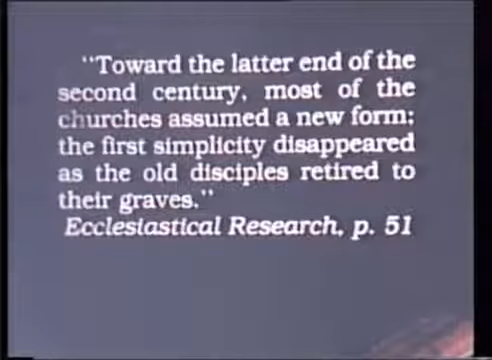 "Toward the latter end of the
second century, most of the
churches assumed a new form;
the first simplicity disappeared
as the old disciples retired to
their graves."
Ecclesiastical Research, p. 51